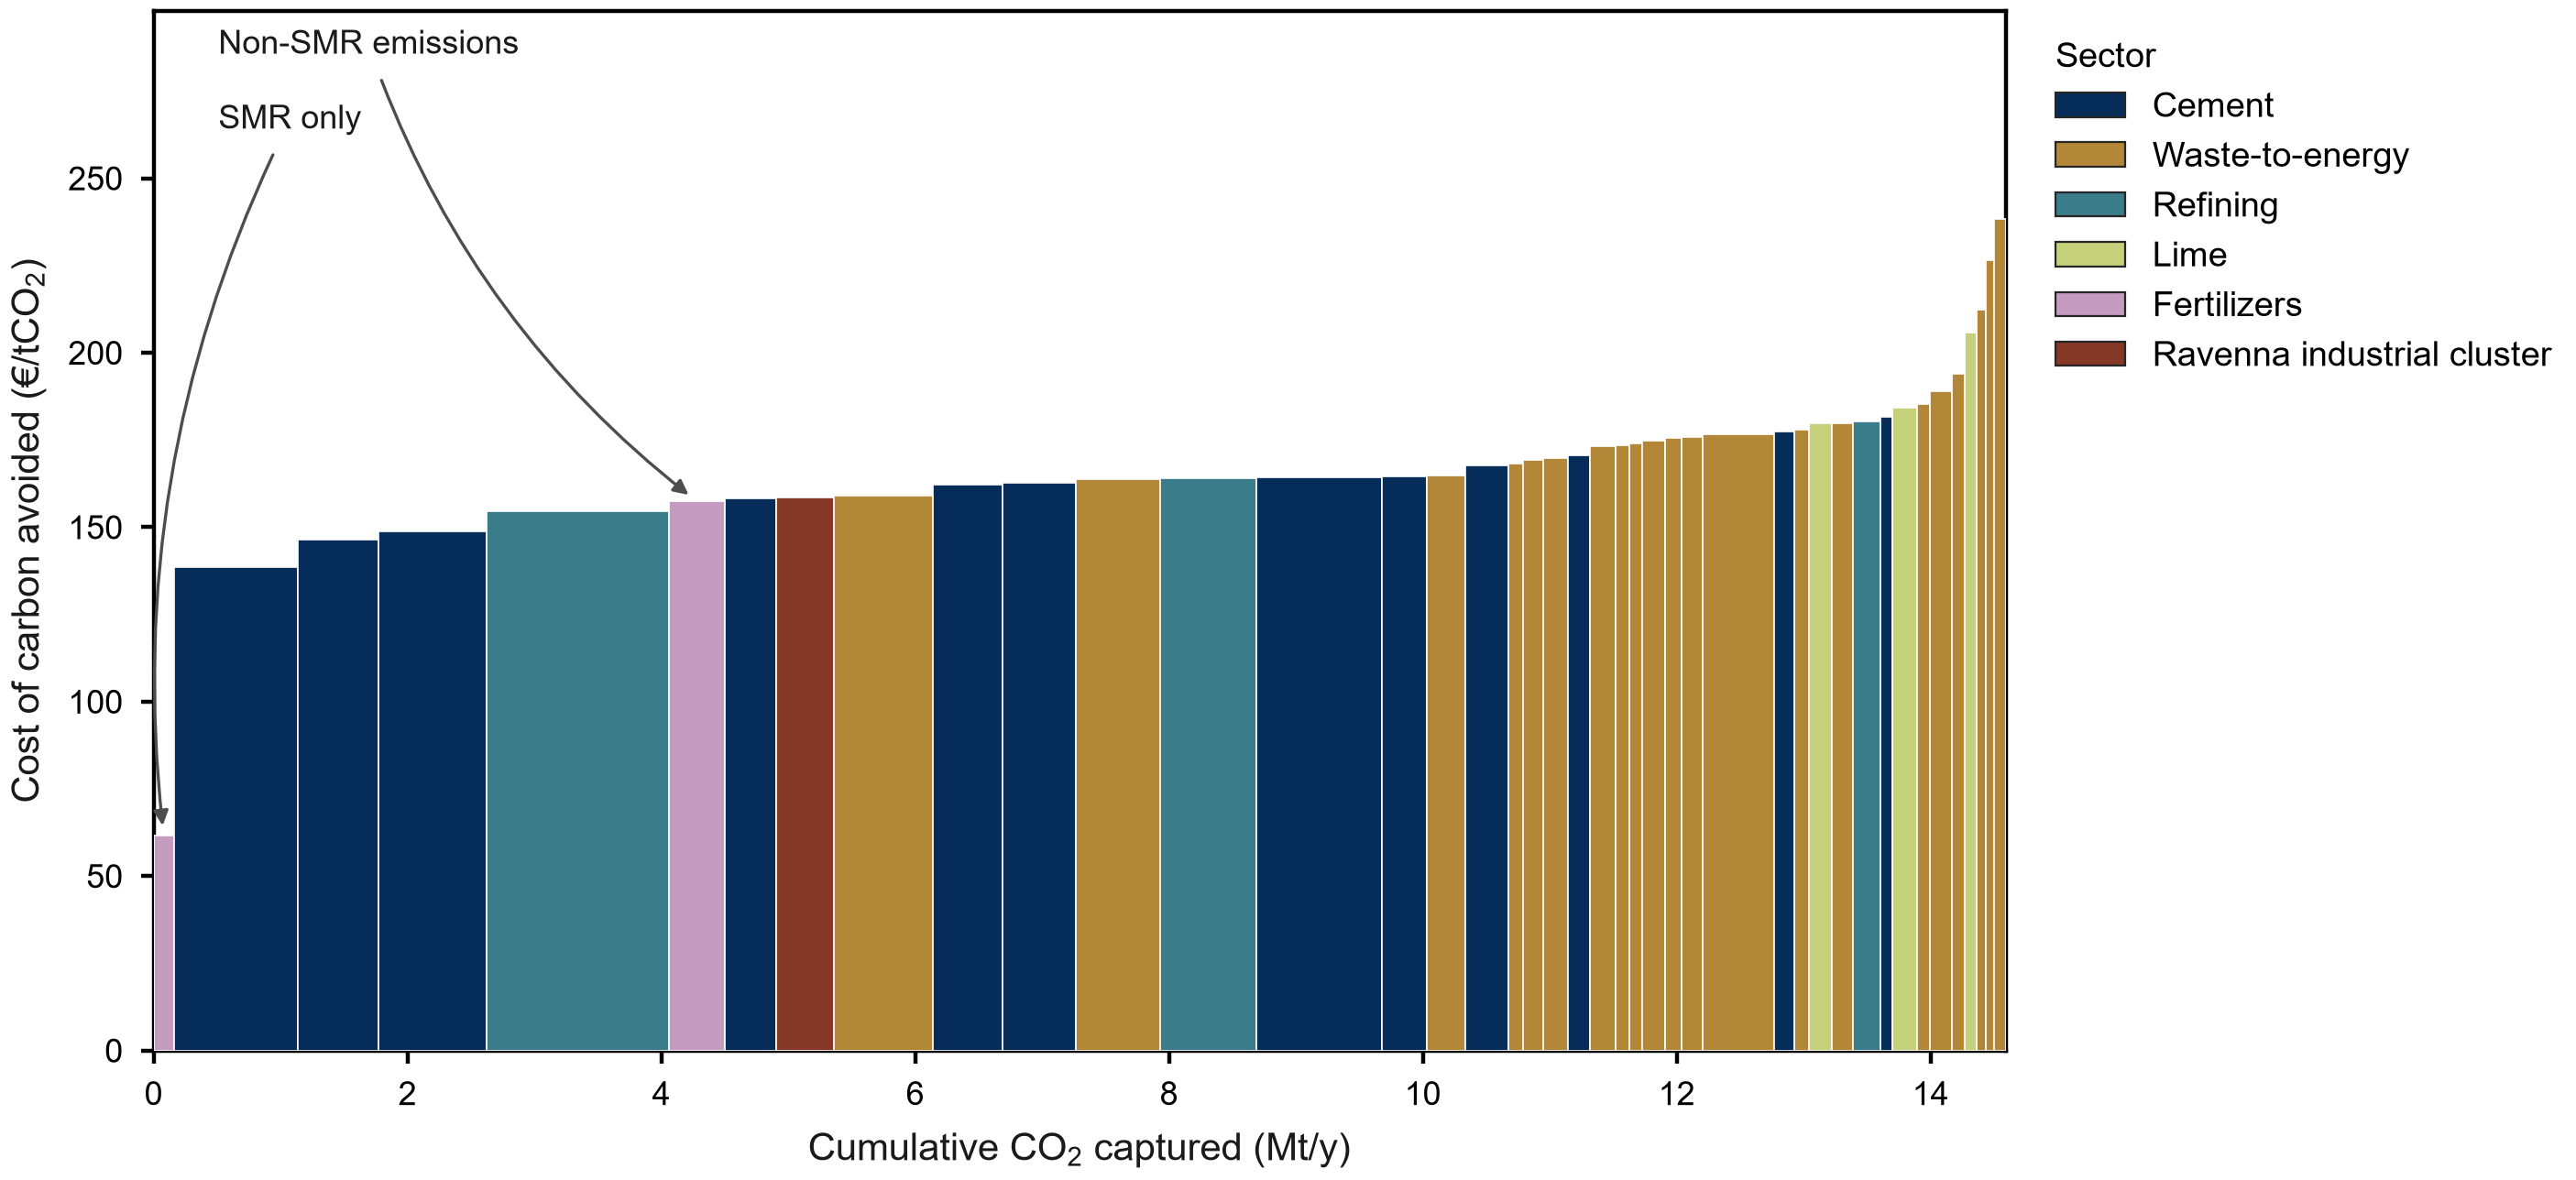 Non-SMR emissions
SMR only
Cost of carbon avoided (€/tCO₂)
250
200
150
100
50
0
0 2 4 6 8 10 12 14
Cumulative CO₂ captured (Mt/y)
Sector
Cement
Waste-to-energy
Refining
Lime
Fertilizers
Ravenna industrial cluster